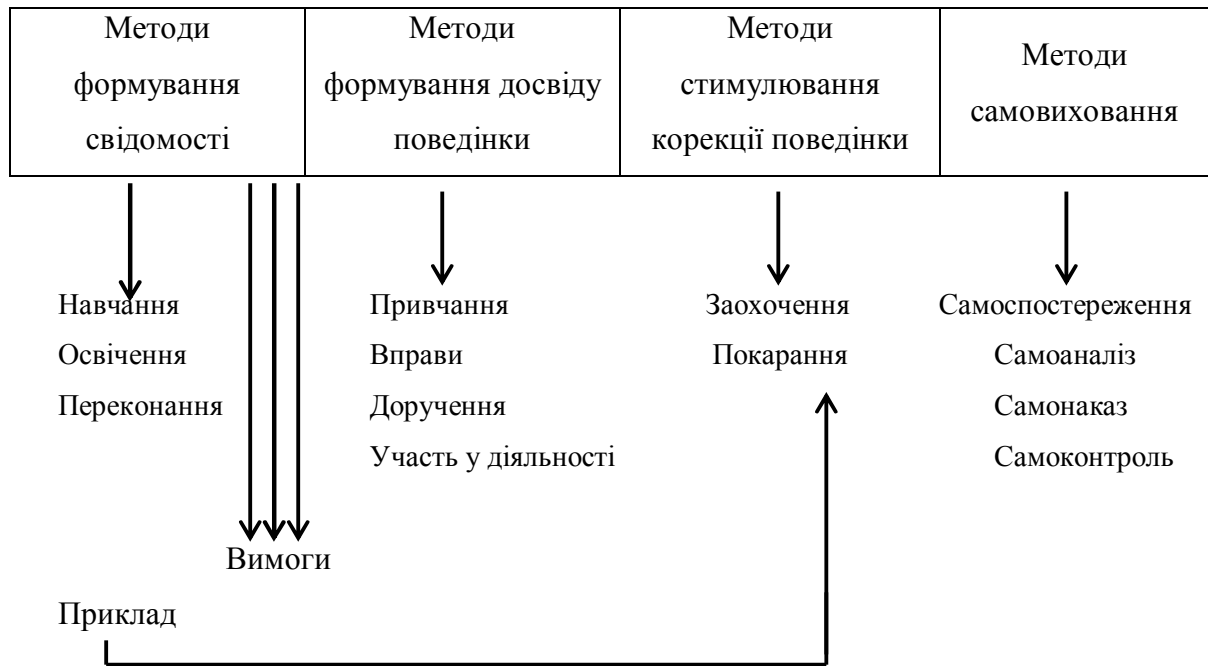 Методи
формування
свідомості
Методи
формування досвіду
поведінки
Методи
стимулювання
корекції поведінки
Методи
самовиховання
Навчання
Освічення
Переконання
Привчання
Вправи
Доручення
Участь у діяльності
Заохочення
Покарання
Самоспостереження
Самоаналіз
Самонаказ
Самоконтроль
Вимоги
Приклад